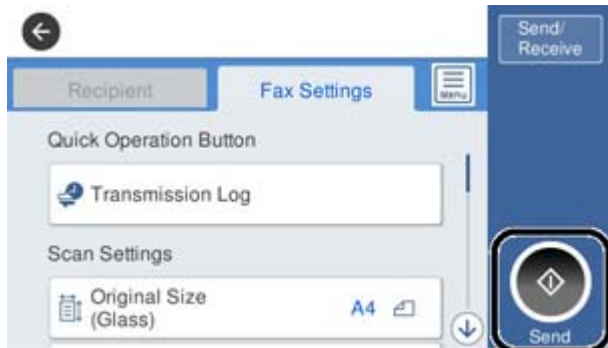 Send/
Receive
Recipient
Fax Settings
Menu
Quick Operation Button
Transmission Log
Scan Settings
Original Size
(Glass)
A4
Send